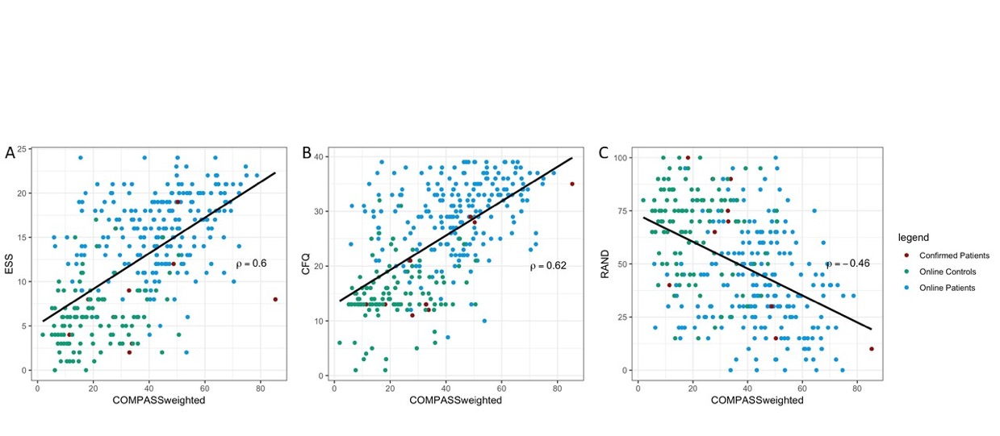 A
25
20
15
10
5
0
ESS
0 20 40 60 80
COMPASSweighted
ρ = 0.6
B
40
30
20
10
0
CFQ
0 20 40 60 80
COMPASSweighted
ρ = 0.62
C
100
75
50
25
0
RAND
0 20 40 60 80
COMPASSweighted
ρ = −0.46
legend
Confirmed Patients
Online Controls
Online Patients